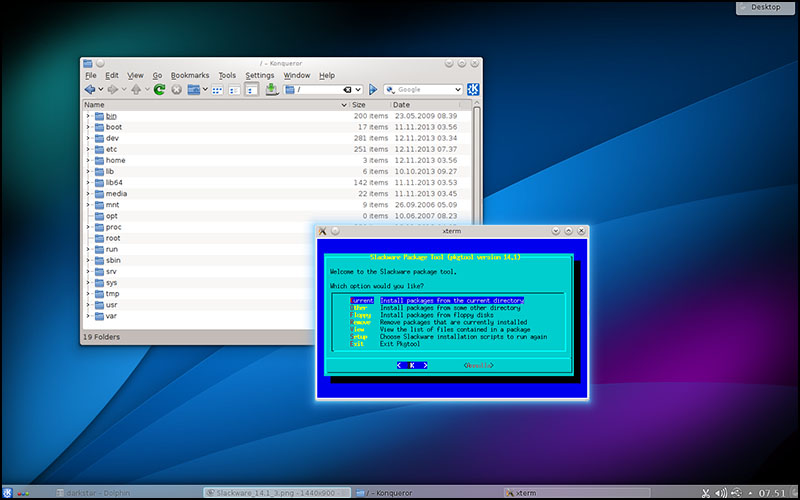 Desktop
/ – Konqueror
File Edit View Go Bookmarks Tools Settings Window Help
/ Google
Name Size Date
bin 200 items 23.05.2009 08.39
boot 17 items 11.11.2013 03.56
dev 281 items 12.11.2013 03.34
etc 251 items 12.11.2013 07.37
home 3 items 11.11.2013 03.56
lib 6 items 10.10.2013 09.27
lib64 142 items 11.11.2013 03.53
media 22 items 11.11.2013 03.45
mnt 9 items 26.09.2006 05.09
opt 0 items 10.06.2007 08.23
proc
root
run
sbin
srv
sys
tmp
usr
var
19 Folders
xterm
Slackware Package Tool (pkgtool version 14.1)
Welcome to the Slackware package tool.
Which option would you like?
Current Install packages from the current directory
Other Install packages from some other directory
Floppy Install packages from floppy disks
Remove Remove packages that are currently installed
View View the list of files contained in a package
Setup Choose Slackware installation scripts to run again
Exit Exit Pkgtool
< OK > <Cancel>
darkstar – Dolphin Slackware_14.1_3.png - 1440x900 - / – Konqueror xterm 07.51